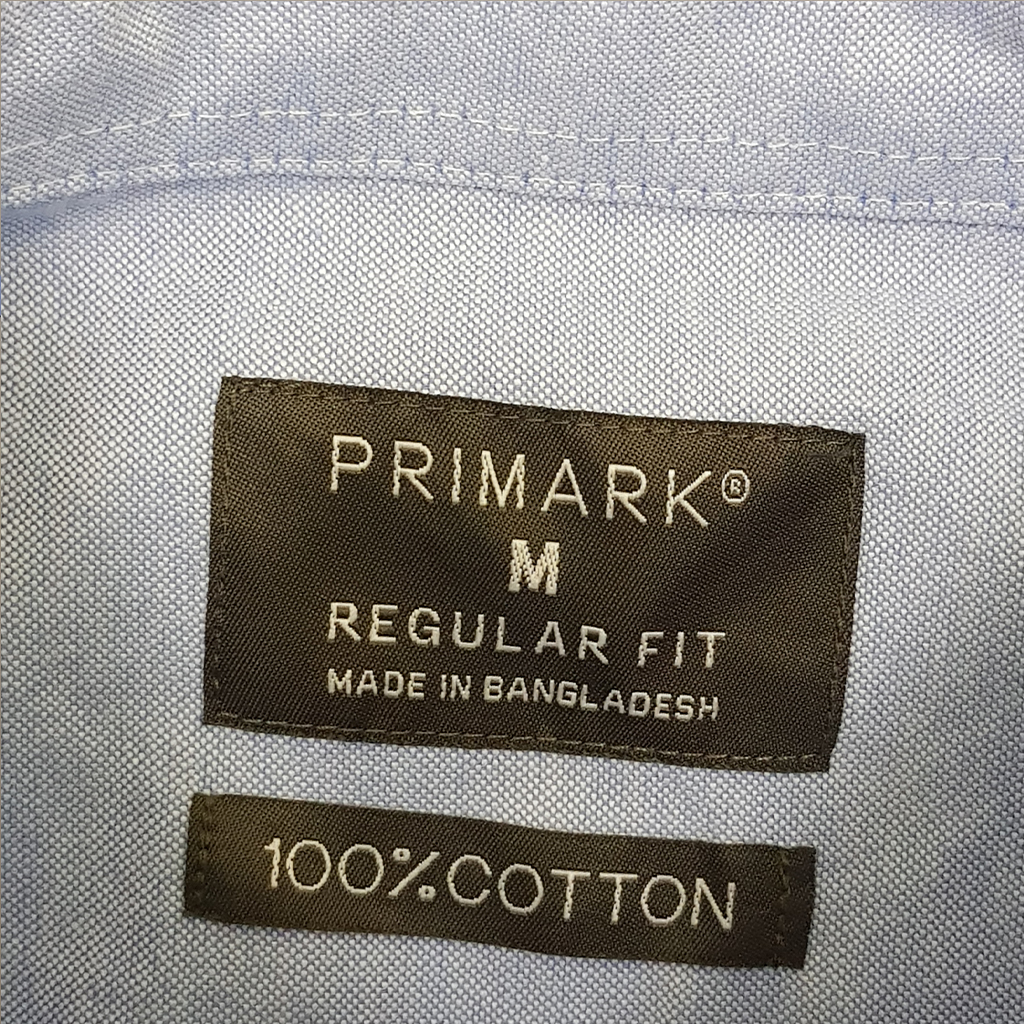 PRIMARK®
M
REGULAR FIT
MADE IN BANGLADESH
100%COTTON